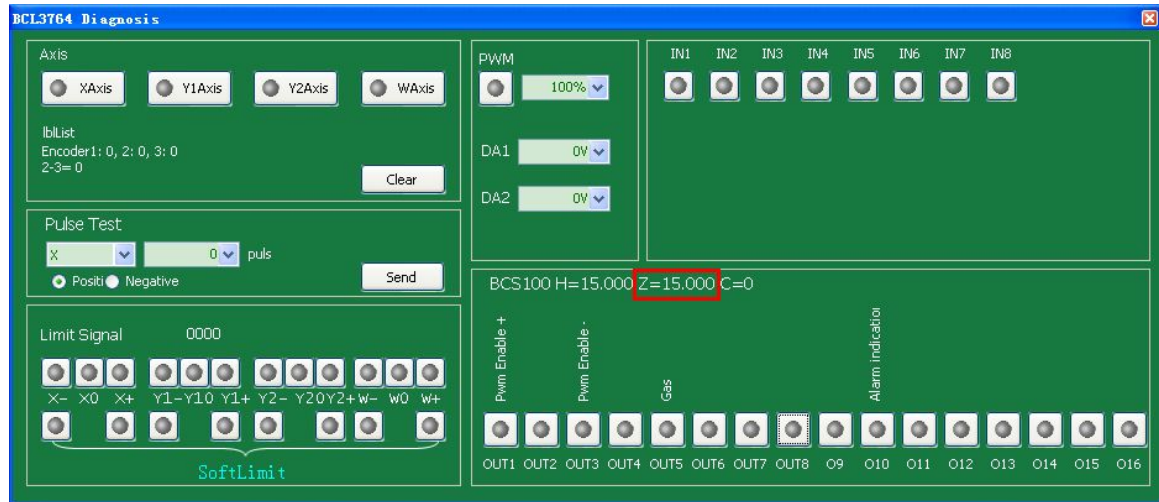 BCL3764 Diagnosis
Axis
XAxis Y1Axis Y2Axis WAxis
lblList
Encoder1: 0, 2: 0, 3: 0
2-3= 0
Clear
Pulse Test
X 0 puls
Positi Negative
Send
Limit Signal 0000
X- X0 X+ Y1-Y10 Y1+ Y2- Y20Y2+W- W0 W+
SoftLimit
PWM
100%
DA1 0V
DA2 0V
IN1 IN2 IN3 IN4 IN5 IN6 IN7 IN8
BCS100 H=15.000 Z=15.000 C=0
Pwm Enable +
Pwm Enable -
Gas
Alarm indicatio
OUT1 OUT2 OUT3 OUT4 OUT5 OUT6 OUT7 OUT8 O9 O10 O11 O12 O13 O14 O15 O16